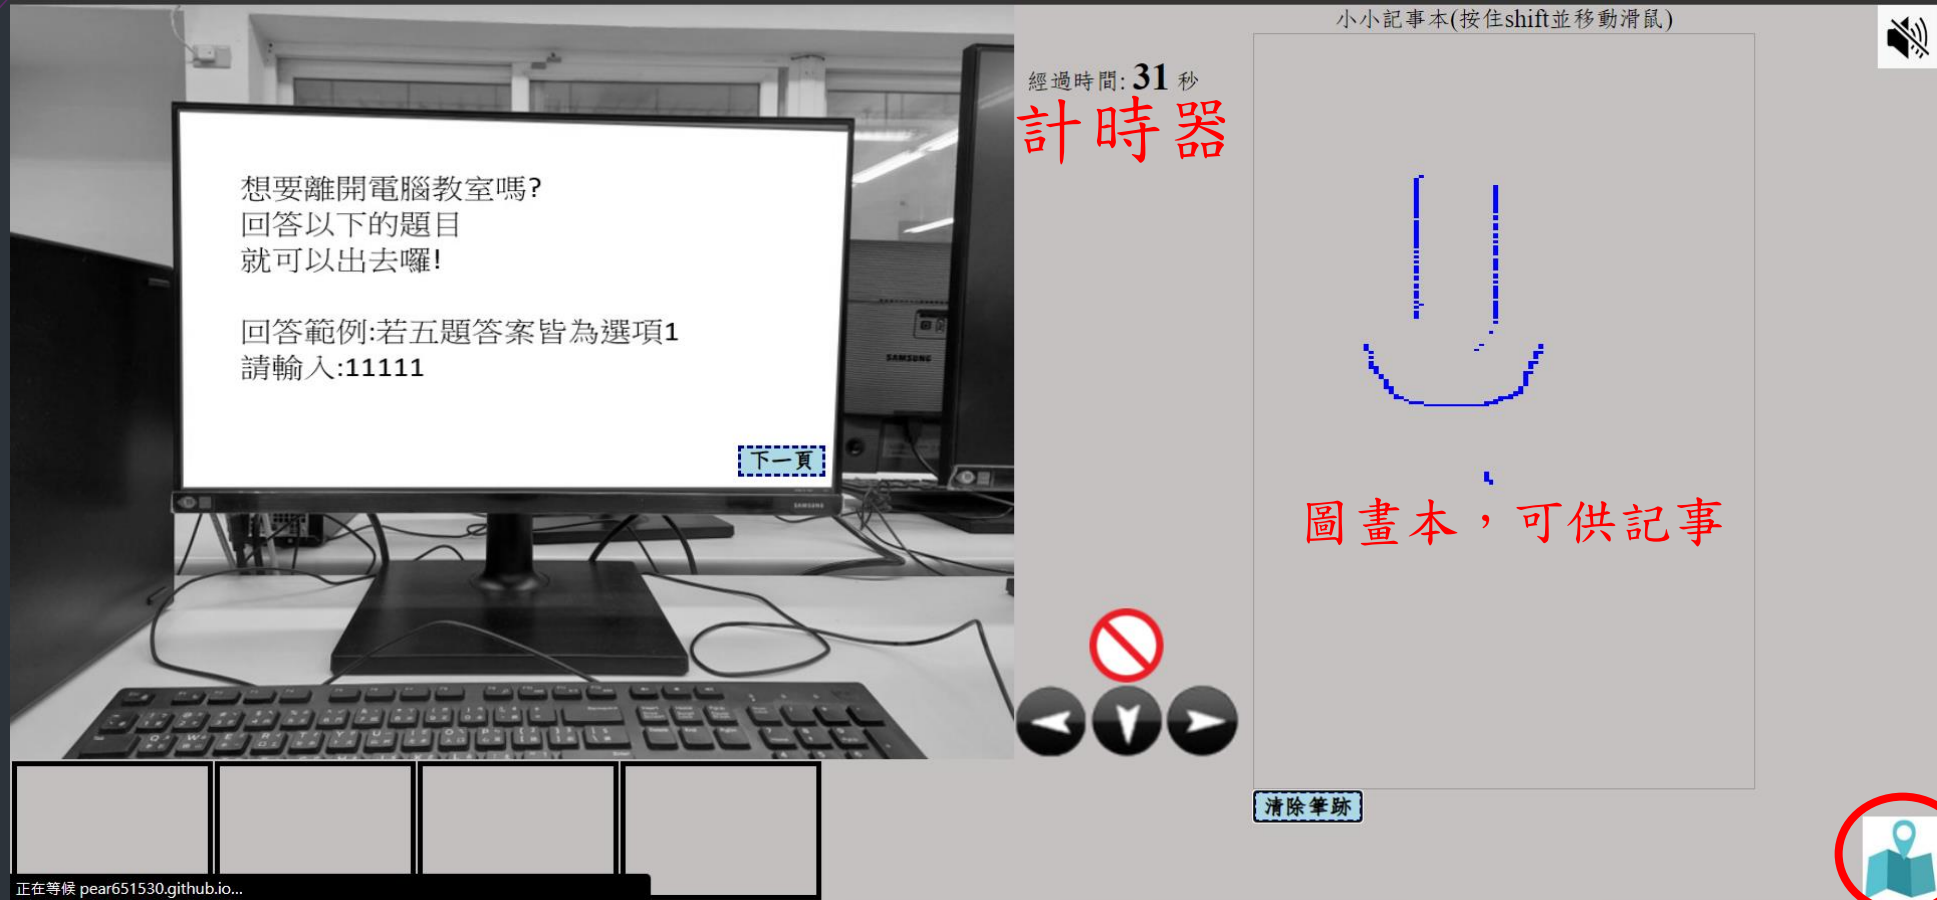 小小記事本(按住shift並移動滑鼠)
經過時間: 31 秒
計時器
想要離開電腦教室嗎?
回答以下的題目
就可以出去囉!
回答範例:若五題答案皆為選項1
請輸入:11111
下一頁
SAMSUNG
SAMSUNG
圖畫本，可供記事
清除筆跡
正在等候 pear651530.github.io...